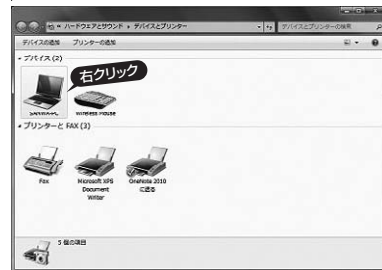 ハードウェアとサウンド ▸ デバイスとプリンター
デバイスとプリンターの検索
デバイスの追加 プリンターの追加
デバイス (2)
右クリック
Wireless Mouse
プリンターと FAX (3)
Fax
Microsoft XPS
Document
Writer
OneNote 2010
に送る
5 個の項目